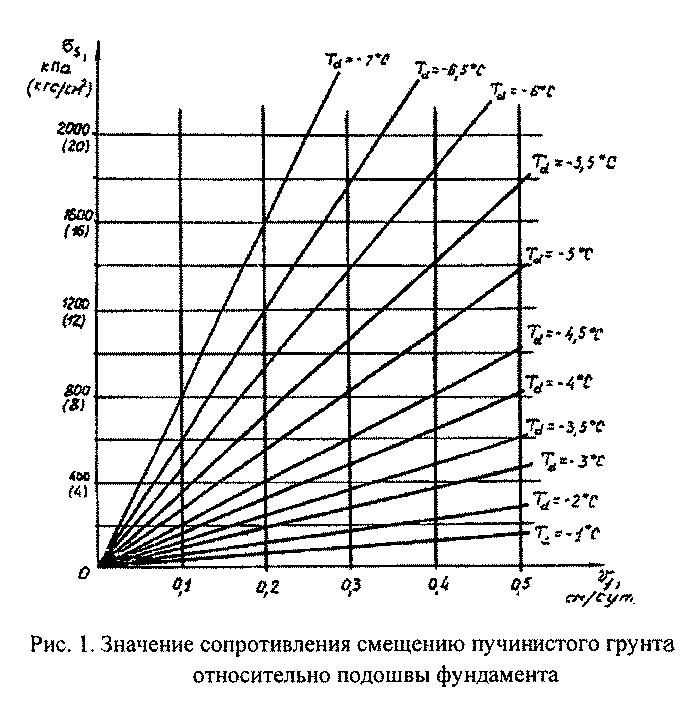 σs,
кПа
(кгс/см²)
Td=-7°C
Td=-6,5°C
Td=-6°C
2000
(20)
Td=-5,5°C
1600
(16)
Td=-5°C
1200
(12)
Td=-4,5°C
800
(8)
Td=-4°C
Td=-3,5°C
Td=-3°C
400
(4)
Td=-2°C
Td=-1°C
0
0,1
0,2
0,3
0,4
0,5
vf,
см/сут.
Рис. 1. Значение сопротивления смещению пучинистого грунта
относительно подошвы фундамента